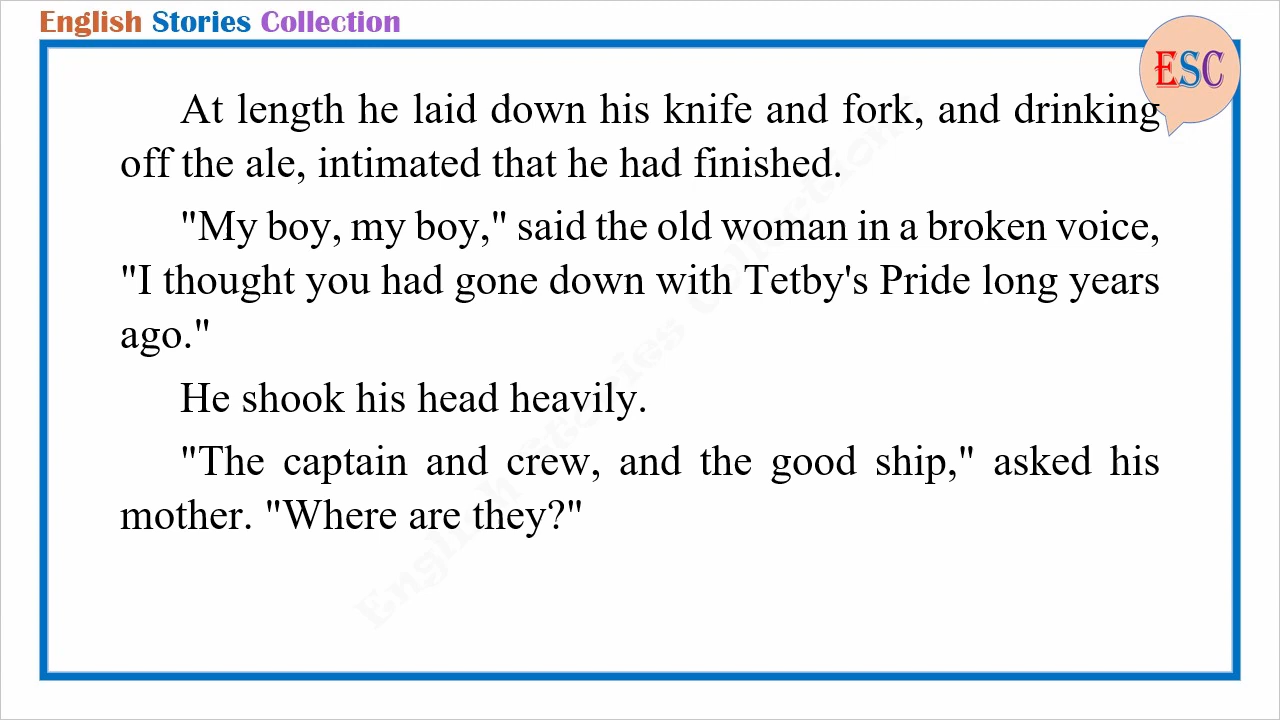 English Stories Collection
ESC
At length he laid down his knife and fork, and drinking
off the ale, intimated that he had finished.
"My boy, my boy," said the old woman in a broken voice,
"I thought you had gone down with Tetby's Pride long years
ago."
He shook his head heavily.
"The captain and crew, and the good ship," asked his
mother. "Where are they?"
English Stories Collection